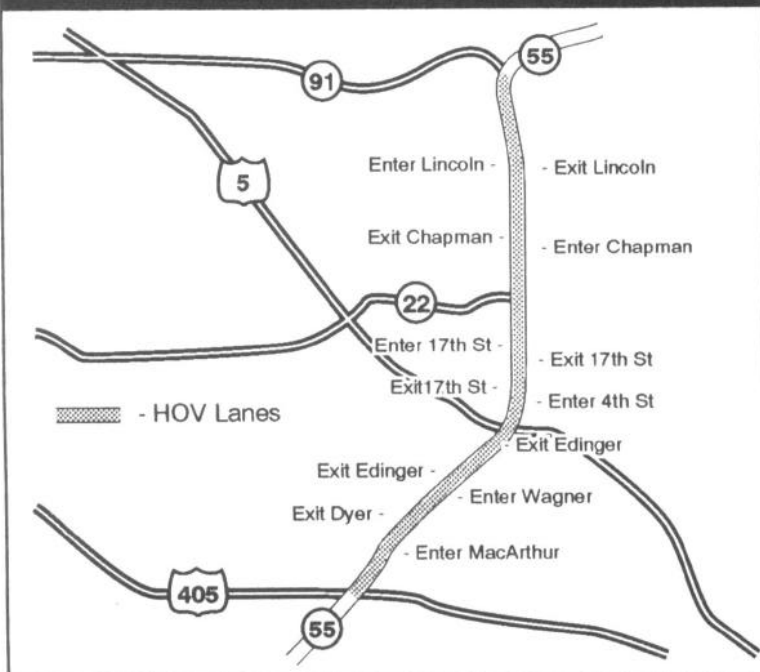 55
91
Enter Lincoln -
- Exit Lincoln
5
Exit Chapman -
- Enter Chapman
22
Enter 17th St -
- Exit 17th St
Exit17th St -
- Enter 4th St
- HOV Lanes
- Exit Edinger
Exit Edinger -
- Enter Wagner
Exit Dyer -
- Enter MacArthur
405
55